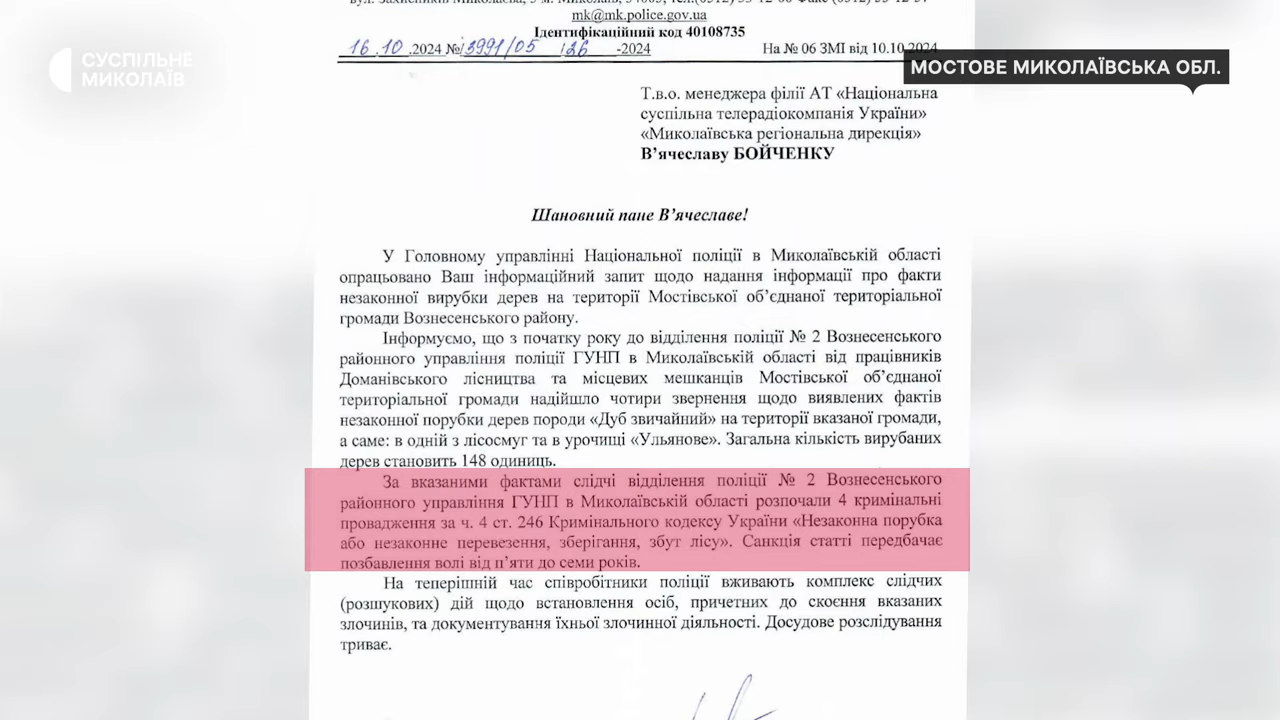 СУСПІЛЬНЕ
МИКОЛАЇВ
МОСТОВЕ МИКОЛАЇВСЬКА ОБЛ.
mk@mk.police.gov.ua
Ідентифікаційний код 40108735
16.10.2024 № 3991/05/26-2024 На № 06 ЗМІ від 10.10.2024
Т.в.о. менеджера філії АТ «Національна
суспільна телерадіокомпанія України»
«Миколаївська регіональна дирекція»
В’ячеславу БОЙЧЕНКУ
Шановний пане В’ячеславе!
У Головному управлінні Національної поліції в Миколаївській області
опрацьовано Ваш інформаційний запит щодо надання інформації про факти
незаконної вирубки дерев на території Мостівської об’єднаної територіальної
громади Вознесенського району.
Інформуємо, що з початку року до відділення поліції № 2 Вознесенського
районного управління поліції ГУНП в Миколаївській області від працівників
Доманівського лісництва та місцевих мешканців Мостівської об’єднаної
територіальної громади надійшло чотири звернення щодо виявлених фактів
незаконної порубки дерев породи «Дуб звичайний» на території вказаної громади,
а саме: в одній з лісосмуг та в урочищі «Ульянове». Загальна кількість вирубаних
дерев становить 148 одиниць.
За вказаними фактами слідчі відділення поліції № 2 Вознесенського
районного управління ГУНП в Миколаївській області розпочали 4 кримінальні
провадження за ч. 4 ст. 246 Кримінального кодексу України «Незаконна порубка
або незаконне перевезення, зберігання, збут лісу». Санкція статті передбачає
позбавлення волі від п’яти до семи років.
На теперішній час співробітники поліції вживають комплекс слідчих
(розшукових) дій щодо встановлення осіб, причетних до скоєння вказаних
злочинів, та документування їхньої злочинної діяльності. Досудове розслідування
триває.